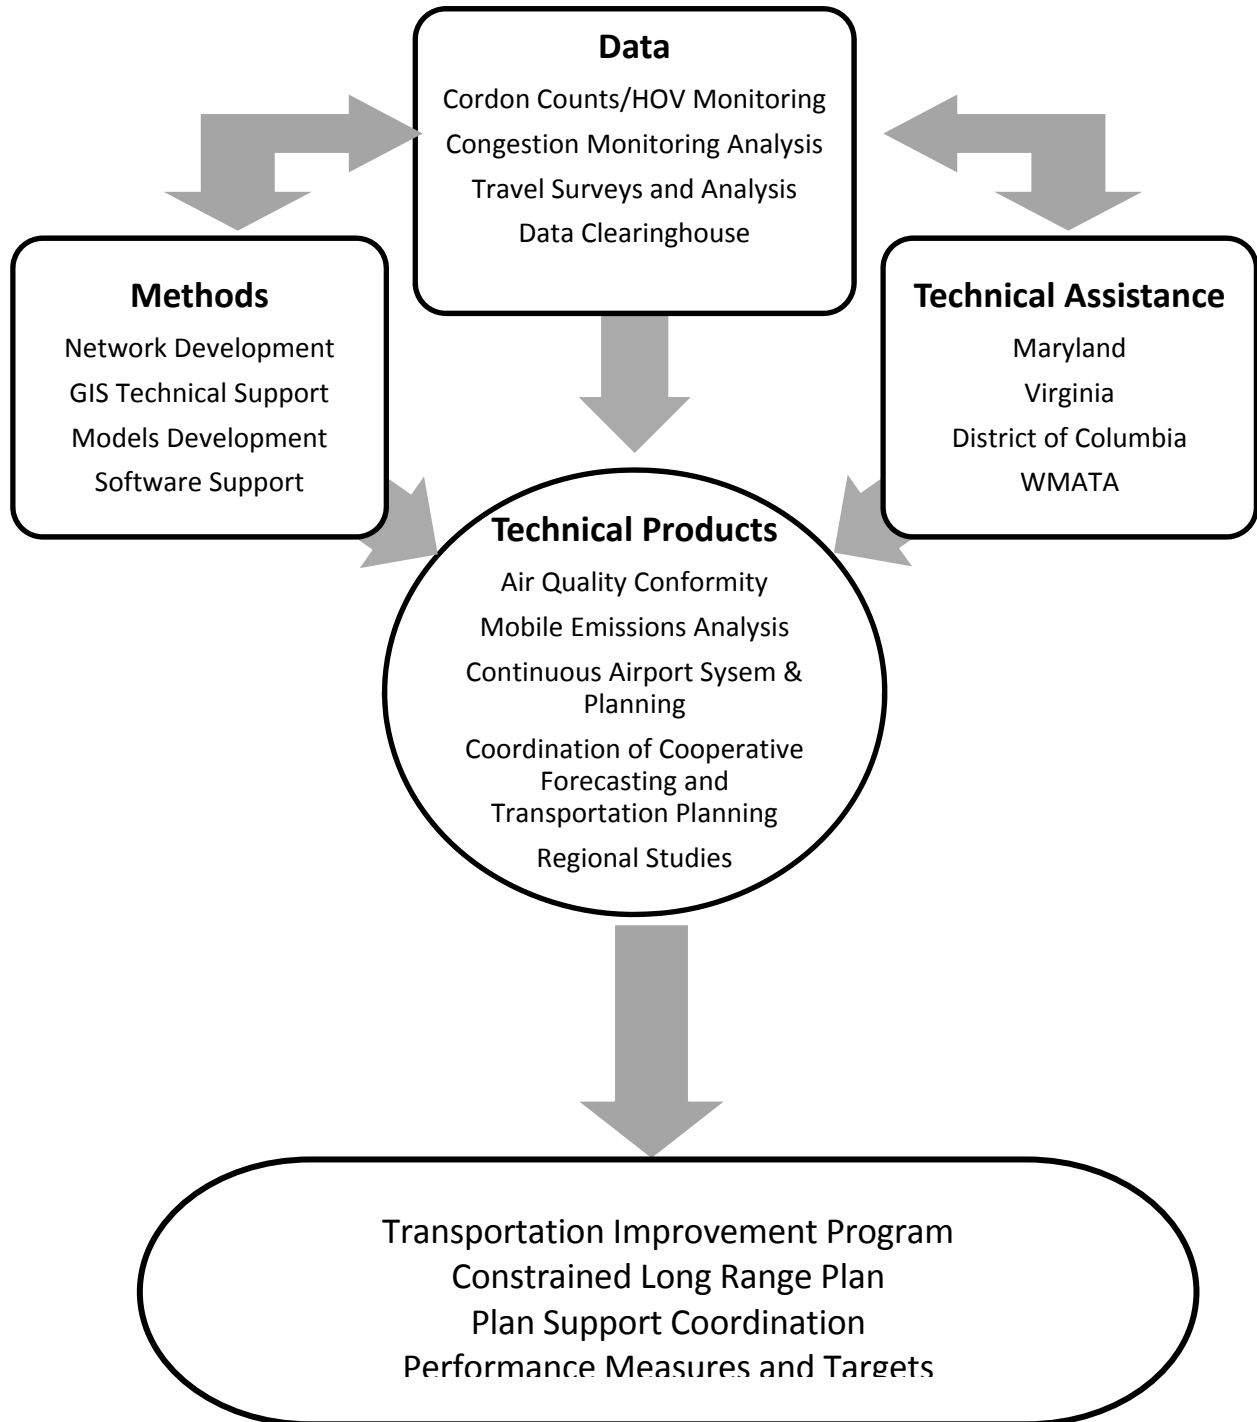 Data
Cordon Counts/HOV Monitoring
Congestion Monitoring Analysis
Travel Surveys and Analysis
Data Clearinghouse
Methods
Network Development
GIS Technical Support
Models Development
Software Support
Technical Assistance
Maryland
Virginia
District of Columbia
WMATA
Technical Products
Air Quality Conformity
Mobile Emissions Analysis
Continuous Airport Sysem &
Planning
Coordination of Cooperative
Forecasting and
Transportation Planning
Regional Studies
Transportation Improvement Program
Constrained Long Range Plan
Plan Support Coordination
Performance Measures and Targets